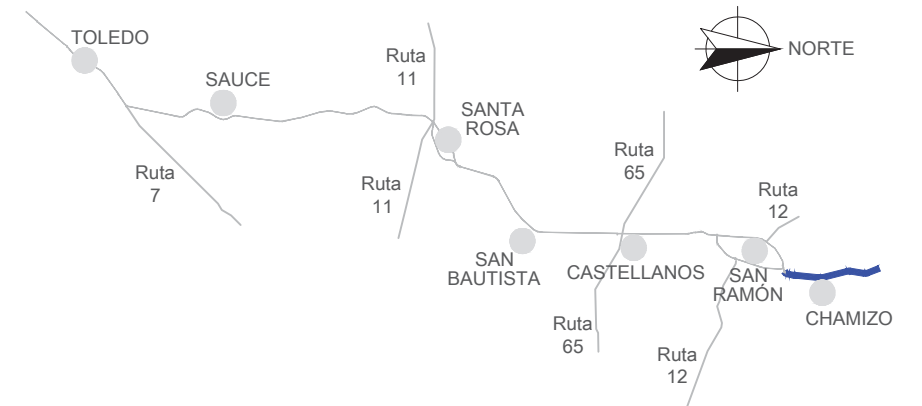 TOLEDO
SAUCE
Ruta
11
NORTE
SANTA
ROSA
Ruta
65
Ruta
7
Ruta
11
Ruta
12
SAN
BAUTISTA
CASTELLANOS
SAN
RAMÓN
CHAMIZO
Ruta
65
Ruta
12